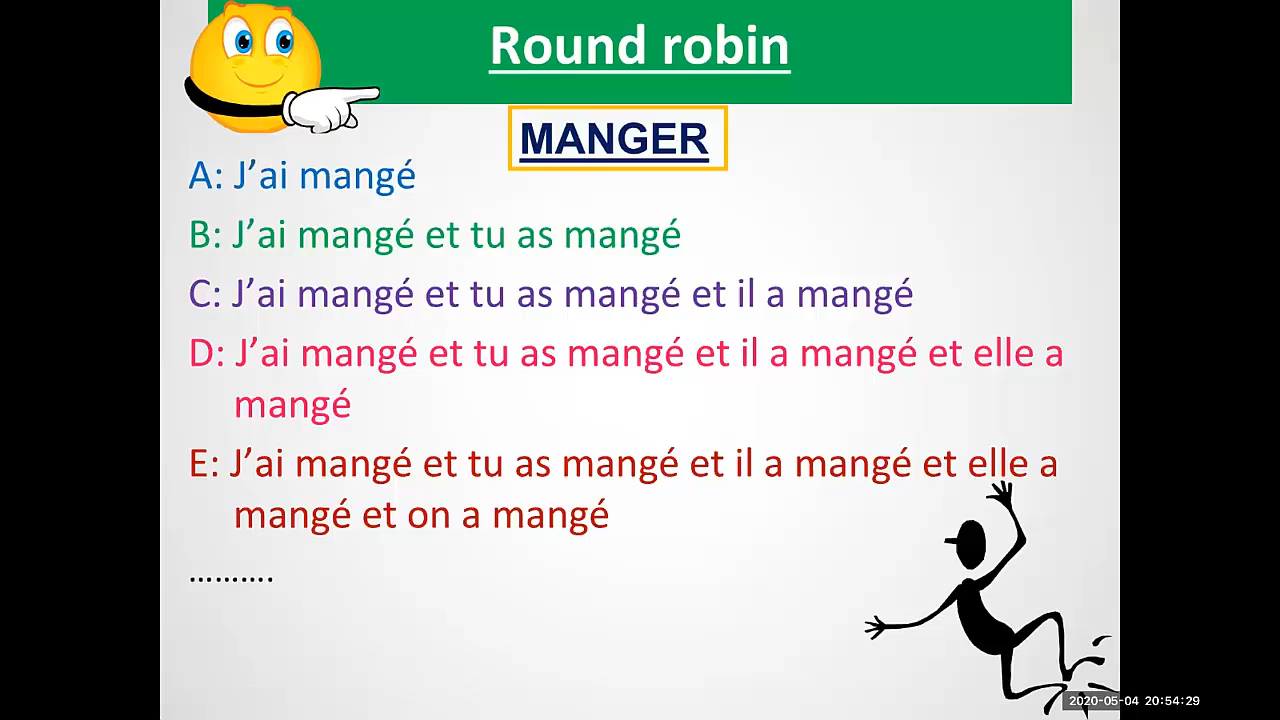 Round robin
MANGER
A: J’ai mangé
B: J’ai mangé et tu as mangé
C: J’ai mangé et tu as mangé et il a mangé
D: J’ai mangé et tu as mangé et il a mangé et elle a
mangé
E: J’ai mangé et tu as mangé et il a mangé et elle a
mangé et on a mangé
……….
2020-05-04 20:54:29